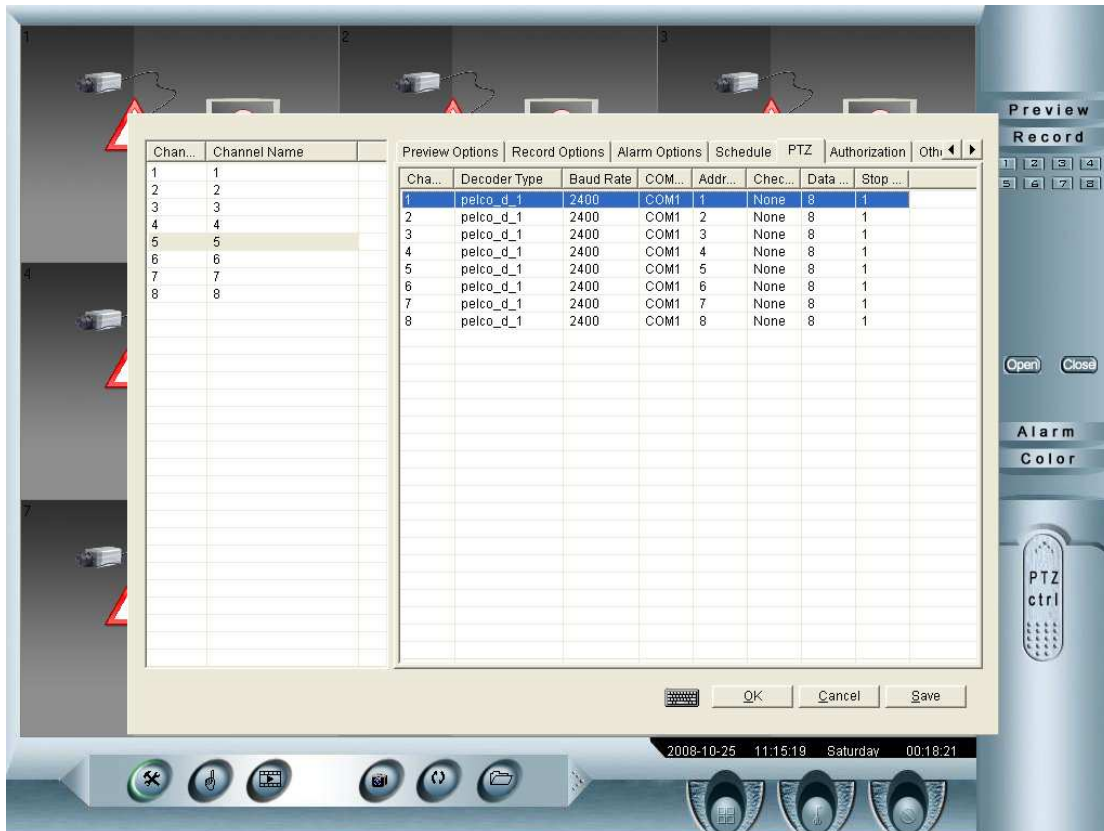 1
2
3
Preview
Record
1 2 3 4
5 6 7 8
Chan... Channel Name
1 1
2 2
3 3
4 4
5 5
6 6
7 7
8 8
Preview Options Record Options Alarm Options Schedule PTZ Authorization Oth
Cha... Decoder Type Baud Rate COM... Addr... Chec... Data ... Stop ...
1 pelco_d_1 2400 COM1 1 None 8 1
2 pelco_d_1 2400 COM1 2 None 8 1
3 pelco_d_1 2400 COM1 3 None 8 1
4 pelco_d_1 2400 COM1 4 None 8 1
5 pelco_d_1 2400 COM1 5 None 8 1
6 pelco_d_1 2400 COM1 6 None 8 1
7 pelco_d_1 2400 COM1 7 None 8 1
8 pelco_d_1 2400 COM1 8 None 8 1
4
Open Close
Alarm
Color
7
PTZ
ctrl
OK Cancel Save
2008-10-25 11:15:19 Saturday 00:18:21